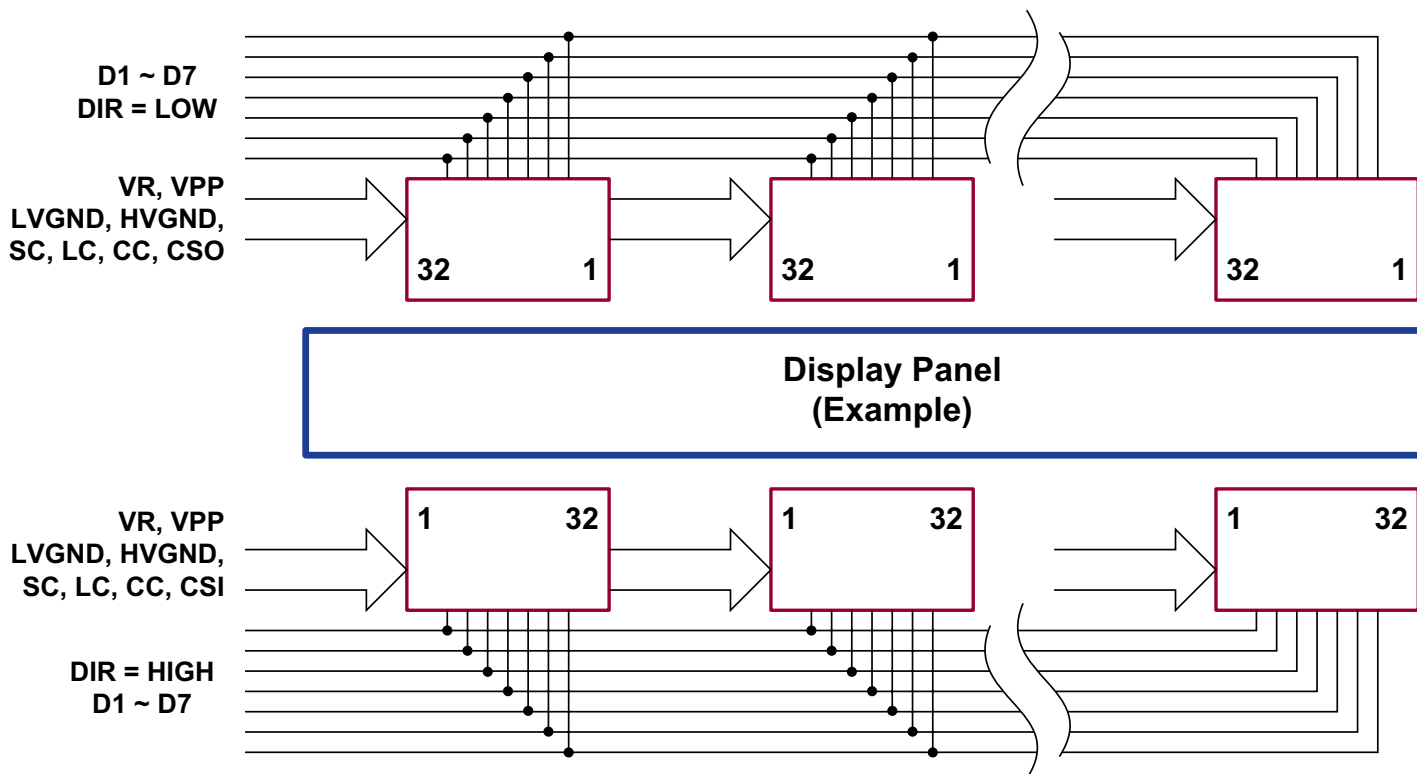 D1 ~ D7
DIR = LOW
VR, VPP
LVGND, HVGND,
SC, LC, CC, CSO
32 1
32 1
32 1
Display Panel
(Example)
1 32
1 32
1 32
VR, VPP
LVGND, HVGND,
SC, LC, CC, CSI
DIR = HIGH
D1 ~ D7